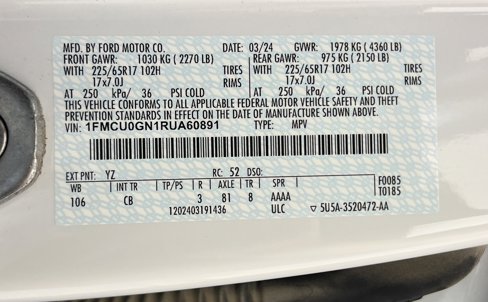 MFD. BY FORD MOTOR CO. DATE: 03/24 GVWR: 1978 KG ( 4360 LB)
FRONT GAWR: 1030 KG ( 2270 LB) REAR GAWR: 975 KG ( 2150 LB)
WITH 225/65R17 102H TIRES WITH 225/65R17 102H TIRES
17x7.0J RIMS 17x7.0J RIMS
AT 250 kPa/ 36 PSI COLD AT 250 kPa/ 36 PSI COLD
THIS VEHICLE CONFORMS TO ALL APPLICABLE FEDERAL MOTOR VEHICLE SAFETY AND THEFT
PREVENTION STANDARDS IN EFFECT ON THE DATE OF MANUFACTURE SHOWN ABOVE.
VIN: 1FMCU0GN1RUA60891 TYPE: MPV
EXT PNT: YZ RC: 52 DSO: F0085
WB INT TR TP/PS R AXLE TR SPR T0185
106 CB 3 81 8 AAAA
1202403191436 ULC ▽ 5U5A-3520472-AA